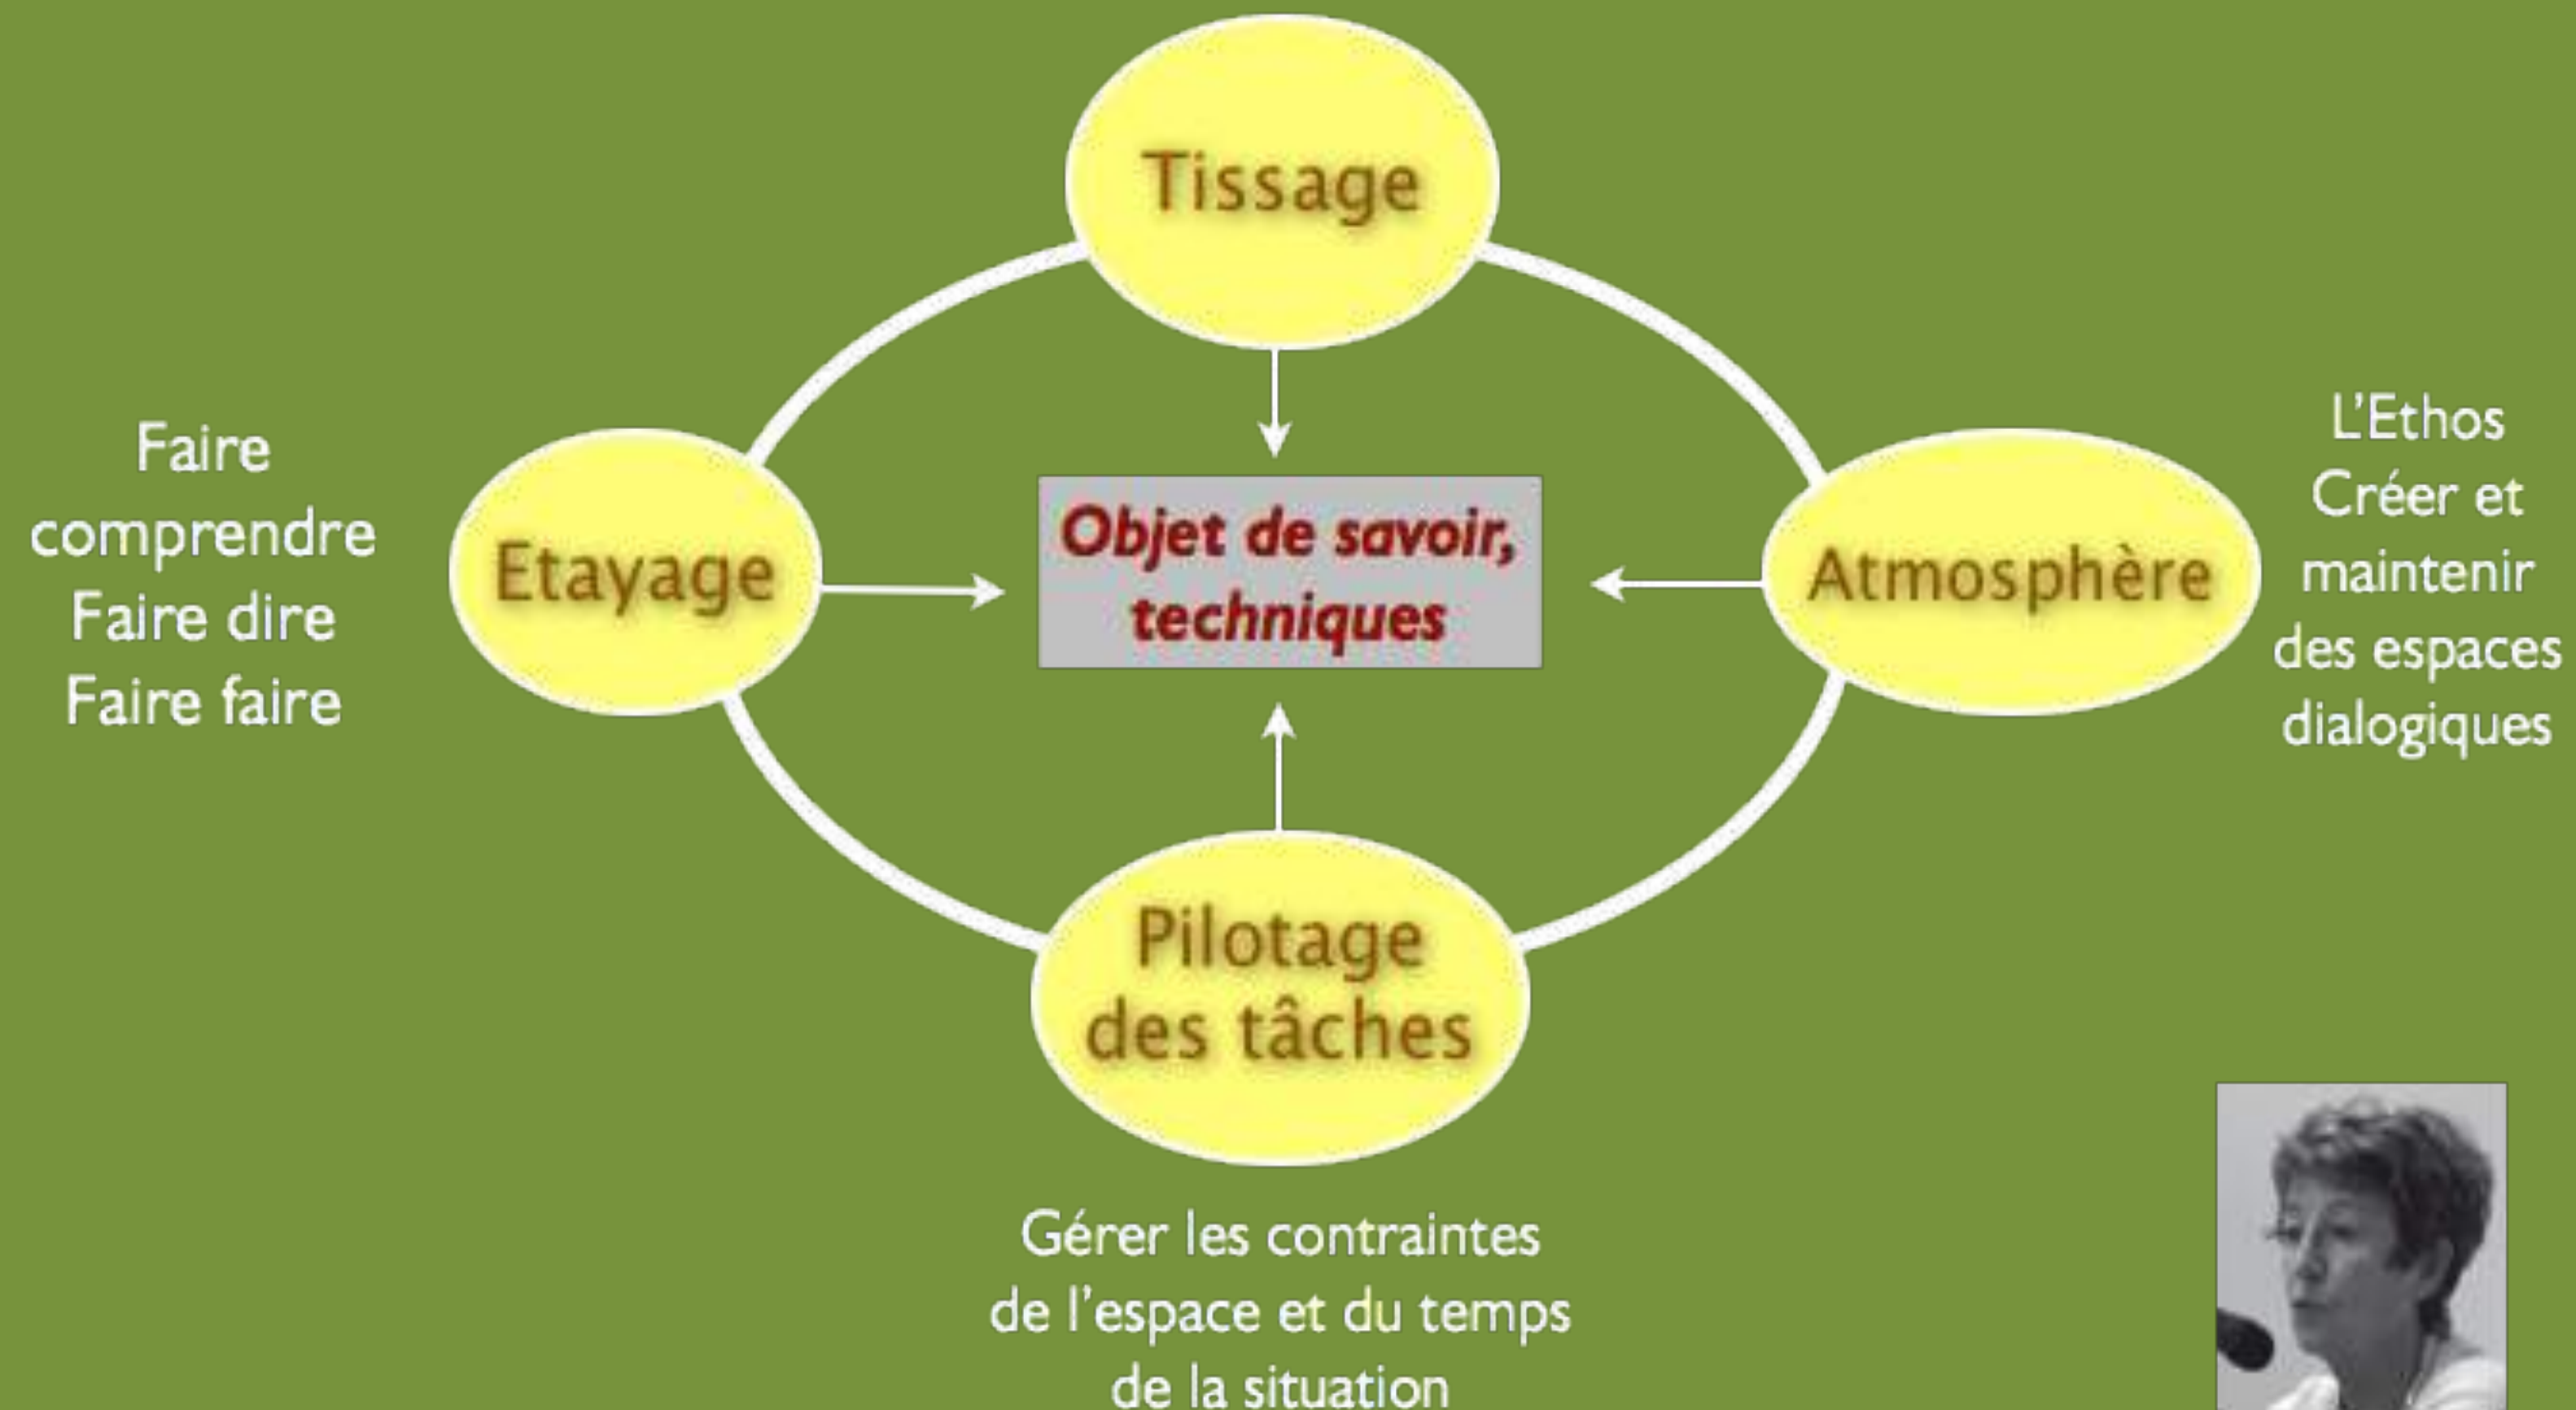 Tissage
Faire
comprendre
Faire dire
Faire faire
Etayage
Objet de savoir,
techniques
Atmosphère
L’Ethos
Créer et
maintenir
des espaces
dialogiques
Pilotage
des tâches
Gérer les contraintes
de l’espace et du temps
de la situation